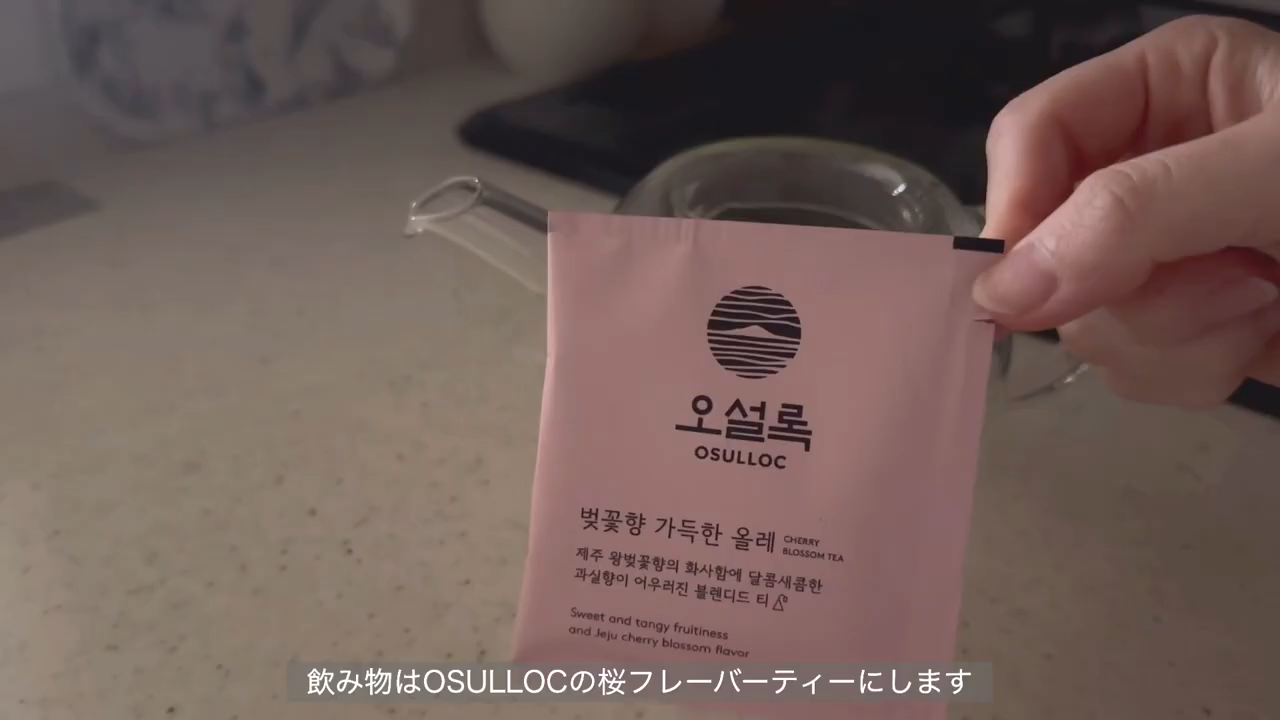 오설록
OSULLOC
벚꽃향 가득한 올레 CHERRY
BLOSSOM TEA
제주 왕벚꽃향의 화사함에 달콤새콤한
과실향이 어우러진 블렌디드 티
Sweet and tangy fruitiness
and Jeju cherry blossom flavor
飲み物はOSULLOCの桜フレーバーティーにします